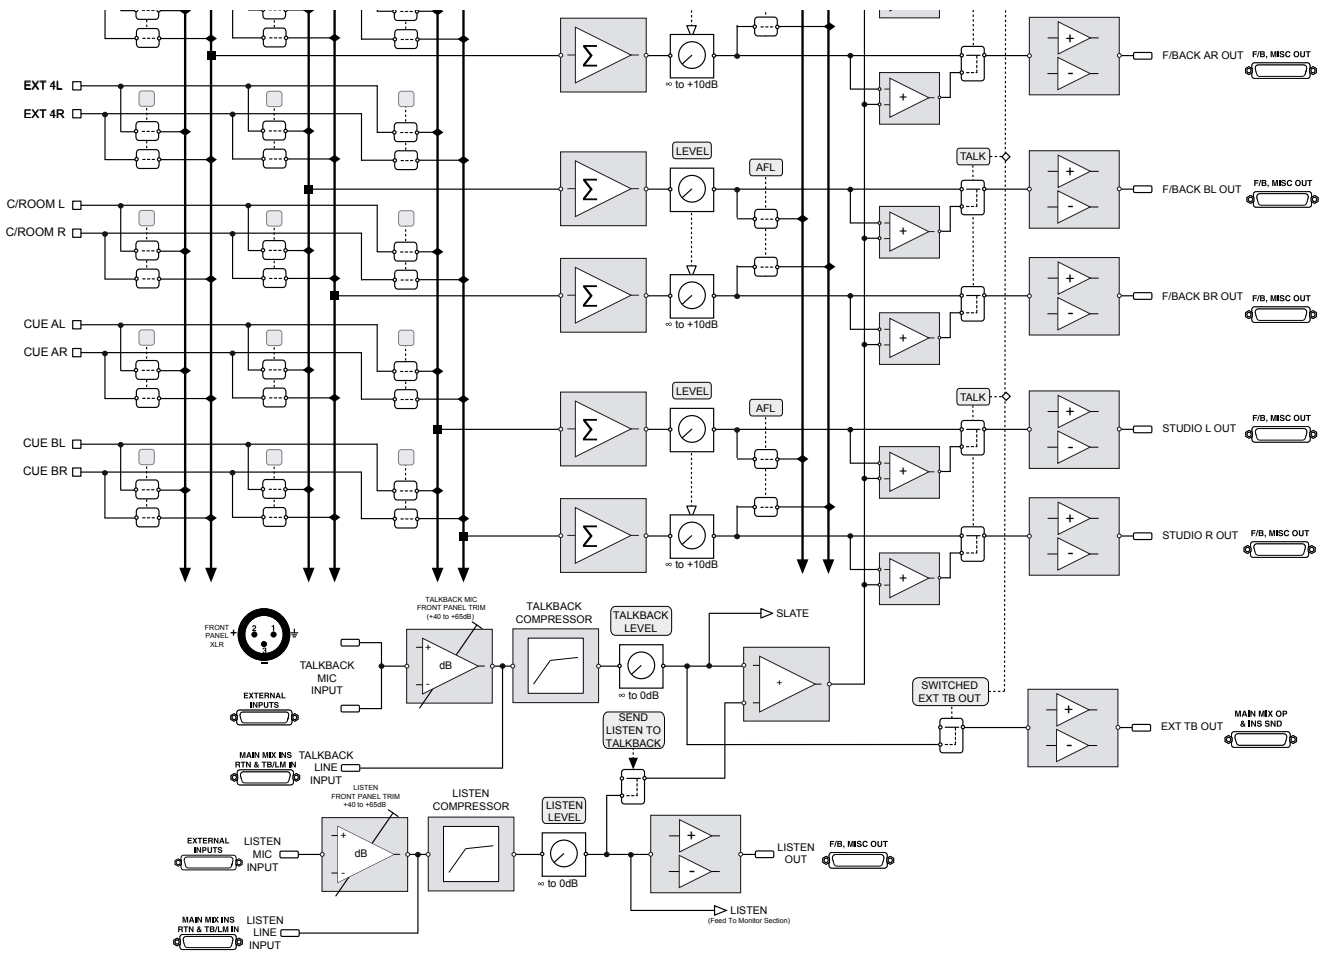 F/BACK AR OUT
F/B, MISC OUT
Σ
∞ to +10dB
+
-
+
EXT 4L
EXT 4R
LEVEL
AFL
TALK
Σ
+
-
+
F/BACK BL OUT
F/B, MISC OUT
C/ROOM L
C/ROOM R
Σ
∞ to +10dB
+
-
+
F/BACK BR OUT
F/B, MISC OUT
CUE AL
CUE AR
LEVEL
AFL
TALK
Σ
+
-
+
STUDIO L OUT
F/B, MISC OUT
CUE BL
CUE BR
Σ
∞ to +10dB
+
-
+
STUDIO R OUT
F/B, MISC OUT
FRONT
PANEL
XLR
+
2
1
3
-
TALKBACK MIC
FRONT PANEL TRIM
(+40 to +65dB)
+
-
dB
TALKBACK
COMPRESSOR
TALKBACK
LEVEL
∞ to 0dB
SLATE
+
TALKBACK
MIC
INPUT
EXTERNAL
INPUTS
SWITCHED
EXT TB OUT
+
-
EXT TB OUT
MAIN MIX OP
& INS SND
SEND
LISTEN TO
TALKBACK
MAIN MIX INS
RTN & TB/LM IN
TALKBACK
LINE
INPUT
LISTEN
FRONT PANEL TRIM
+40 to +65dB
+
-
dB
LISTEN
COMPRESSOR
LISTEN
LEVEL
∞ to 0dB
+
-
EXTERNAL
INPUTS
LISTEN
MIC
INPUT
LISTEN
OUT
F/B, MISC OUT
LISTEN
(Feed To Monitor Section)
MAIN MIX INS
RTN & TB/LM IN
LISTEN
LINE
INPUT